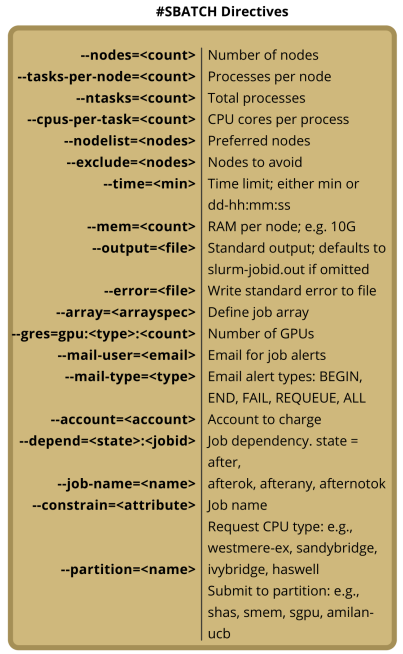 #SBATCH Directives
--nodes=<count> Number of nodes
--tasks-per-node=<count> Processes per node
--ntasks=<count> Total processes
--cpus-per-task=<count> CPU cores per process
--nodelist=<nodes> Preferred nodes
--exclude=<nodes> Nodes to avoid
--time=<min> Time limit; either min or
dd-hh:mm:ss
--mem=<count> RAM per node; e.g. 10G
--output=<file> Standard output; defaults to
slurm-jobid.out if omitted
--error=<file> Write standard error to file
--array=<arrayspec> Define job array
--gres=gpu:<type>:<count> Number of GPUs
--mail-user=<email> Email for job alerts
--mail-type=<type> Email alert types: BEGIN,
END, FAIL, REQUEUE, ALL
--account=<account> Account to charge
--depend=<state>:<jobid> Job dependency. state =
after,
--job-name=<name> afterok, afterany, afternotok
--constrain=<attribute> Job name
Request CPU type: e.g.,
westmere-ex, sandybridge,
--partition=<name> ivybridge, haswell
Submit to partition: e.g.,
shas, smem, sgpu, amilan-
ucb